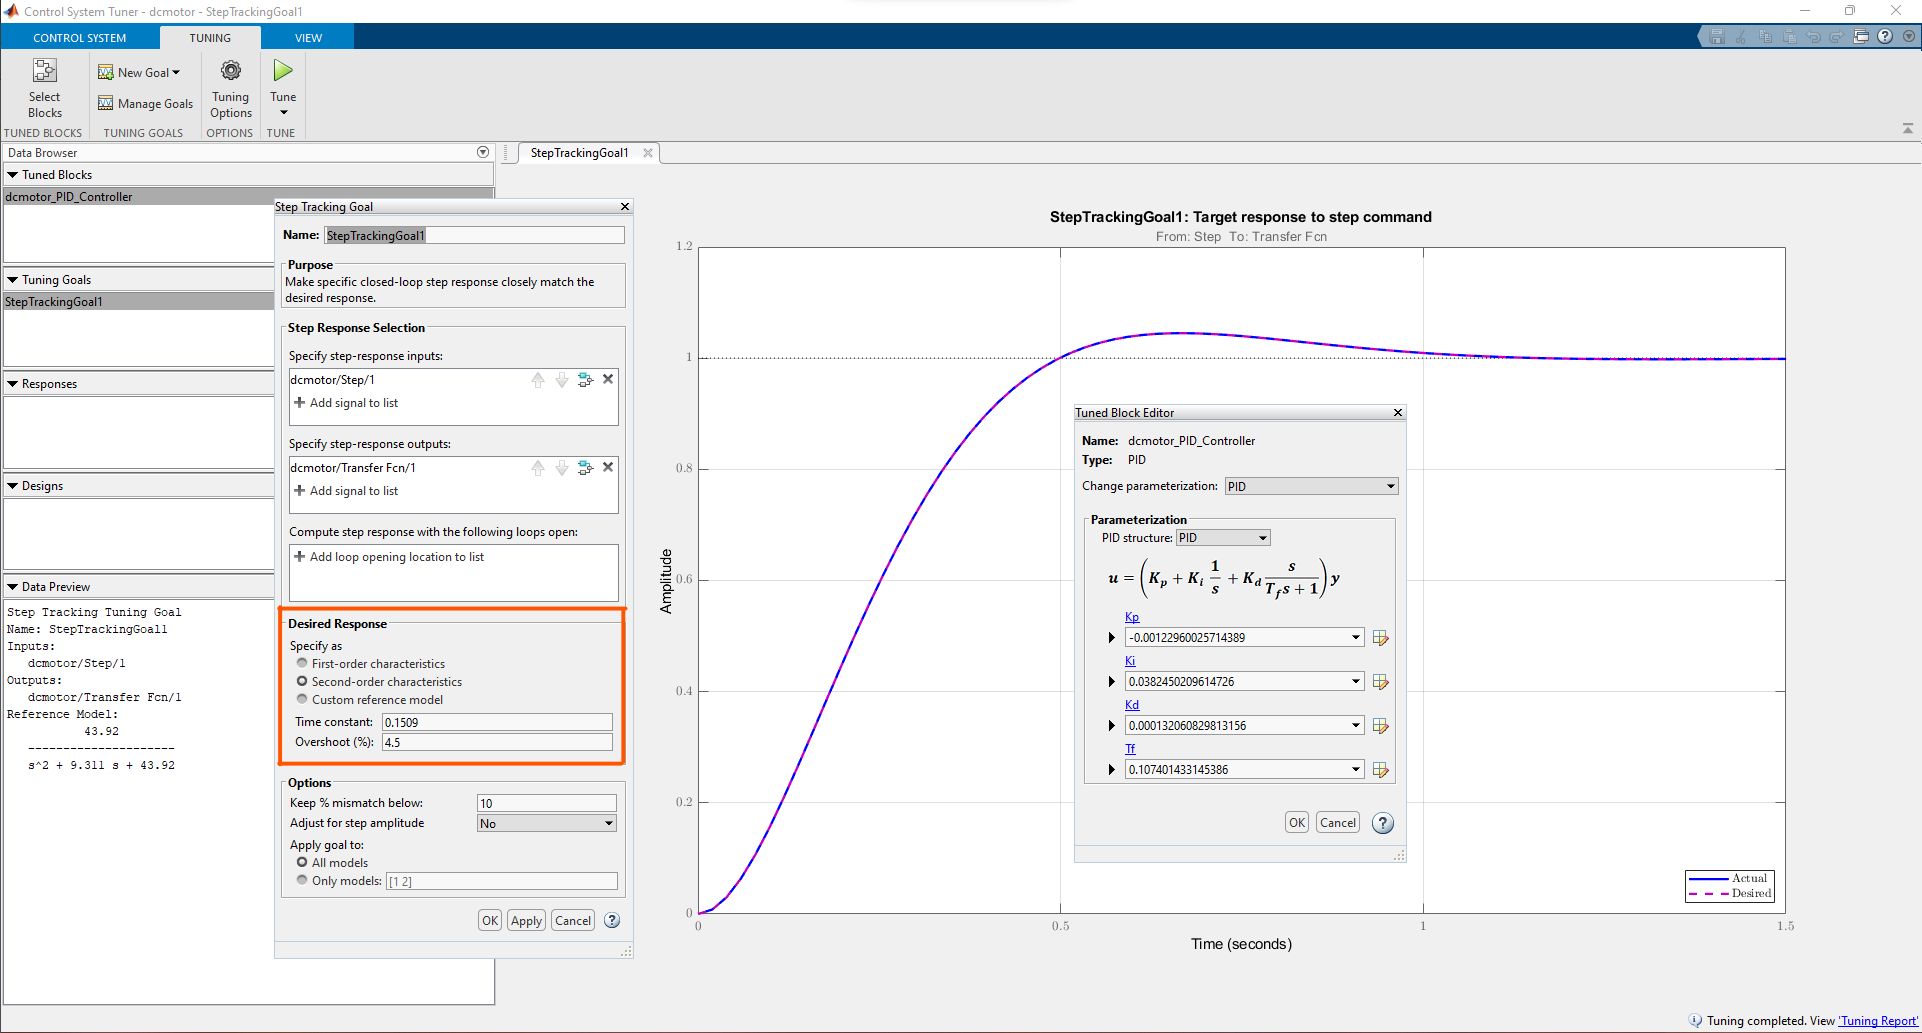 Control System Tuner - dcmotor - StepTrackingGoal1
CONTROL SYSTEM
TUNING
VIEW
Select Blocks
New Goal
Manage Goals
Tuning Options
Tune
TUNED BLOCKS
TUNING GOALS
OPTIONS
TUNE
Data Browser
Tuned Blocks
dcmotor_PID_Controller
Tuning Goals
StepTrackingGoal1
Responses
Designs
Data Preview
Step Tracking Tuning Goal
Name: StepTrackingGoal1
Inputs:
dcmotor/Step/1
Outputs:
dcmotor/Transfer Fcn/1
Reference Model:
43.92
---------------------
s^2 + 9.311 s + 43.92
Step Tracking Goal
Name: StepTrackingGoal1
Purpose
Make specific closed-loop step response closely match the
desired response.
Step Response Selection
Specify step-response inputs:
dcmotor/Step/1
Add signal to list
Specify step-response outputs:
dcmotor/Transfer Fcn/1
Add signal to list
Compute step response with the following loops open:
Add loop opening location to list
Desired Response
Specify as
First-order characteristics
Second-order characteristics
Custom reference model
Time constant: 0.1509
Overshoot (%): 4.5
Options
Keep % mismatch below: 10
Adjust for step amplitude No
Apply goal to:
All models
Only models: [1 2]
OK Apply Cancel ?
StepTrackingGoal1
StepTrackingGoal1: Target response to step command
From: Step To: Transfer Fcn
1.2
1
0.8
0.6
0.4
0.2
0
Amplitude
0 0.5 1 1.5
Time (seconds)
Actual
Desired
Tuned Block Editor
Name: dcmotor_PID_Controller
Type: PID
Change parameterization: PID
Parameterization
PID structure: PID
u = (K_p + K_i 1/s + K_d s/(T_f s + 1)) y
Kp
-0.00122960025714389
Ki
0.0382450209614726
Kd
0.000132060829813156
Tf
0.107401433145386
OK Cancel ?
Tuning completed. View 'Tuning Report'